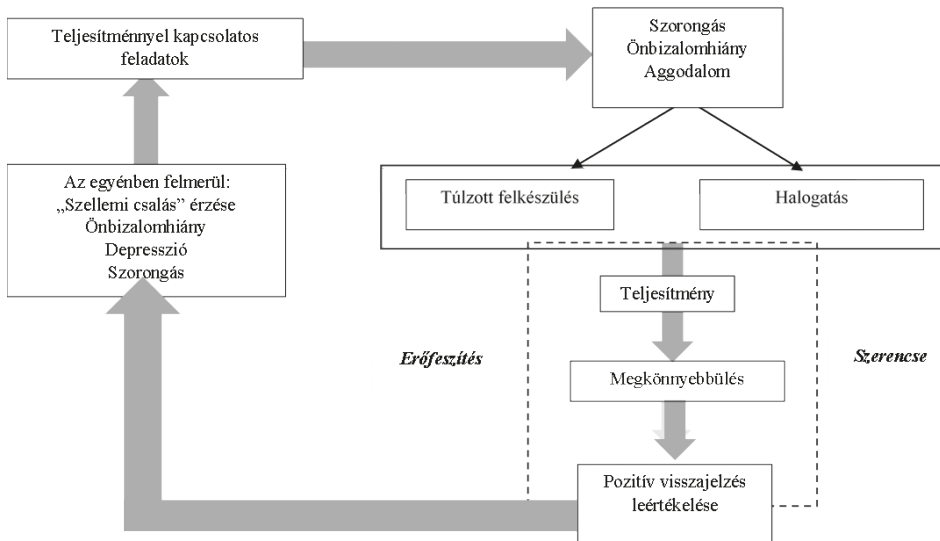 Teljesítménnyel kapcsolatos
feladatok
Szorongás
Önbizalomhiány
Aggodalom
Az egyénben felmerül:
„Szellemi csalás” érzése
Önbizalomhiány
Depresszió
Szorongás
Túlzott felkészülés
Halogatás
Teljesítmény
Erőfeszítés
Szerencse
Megkönnyebbülés
Pozitív visszajelzés
leértékelése